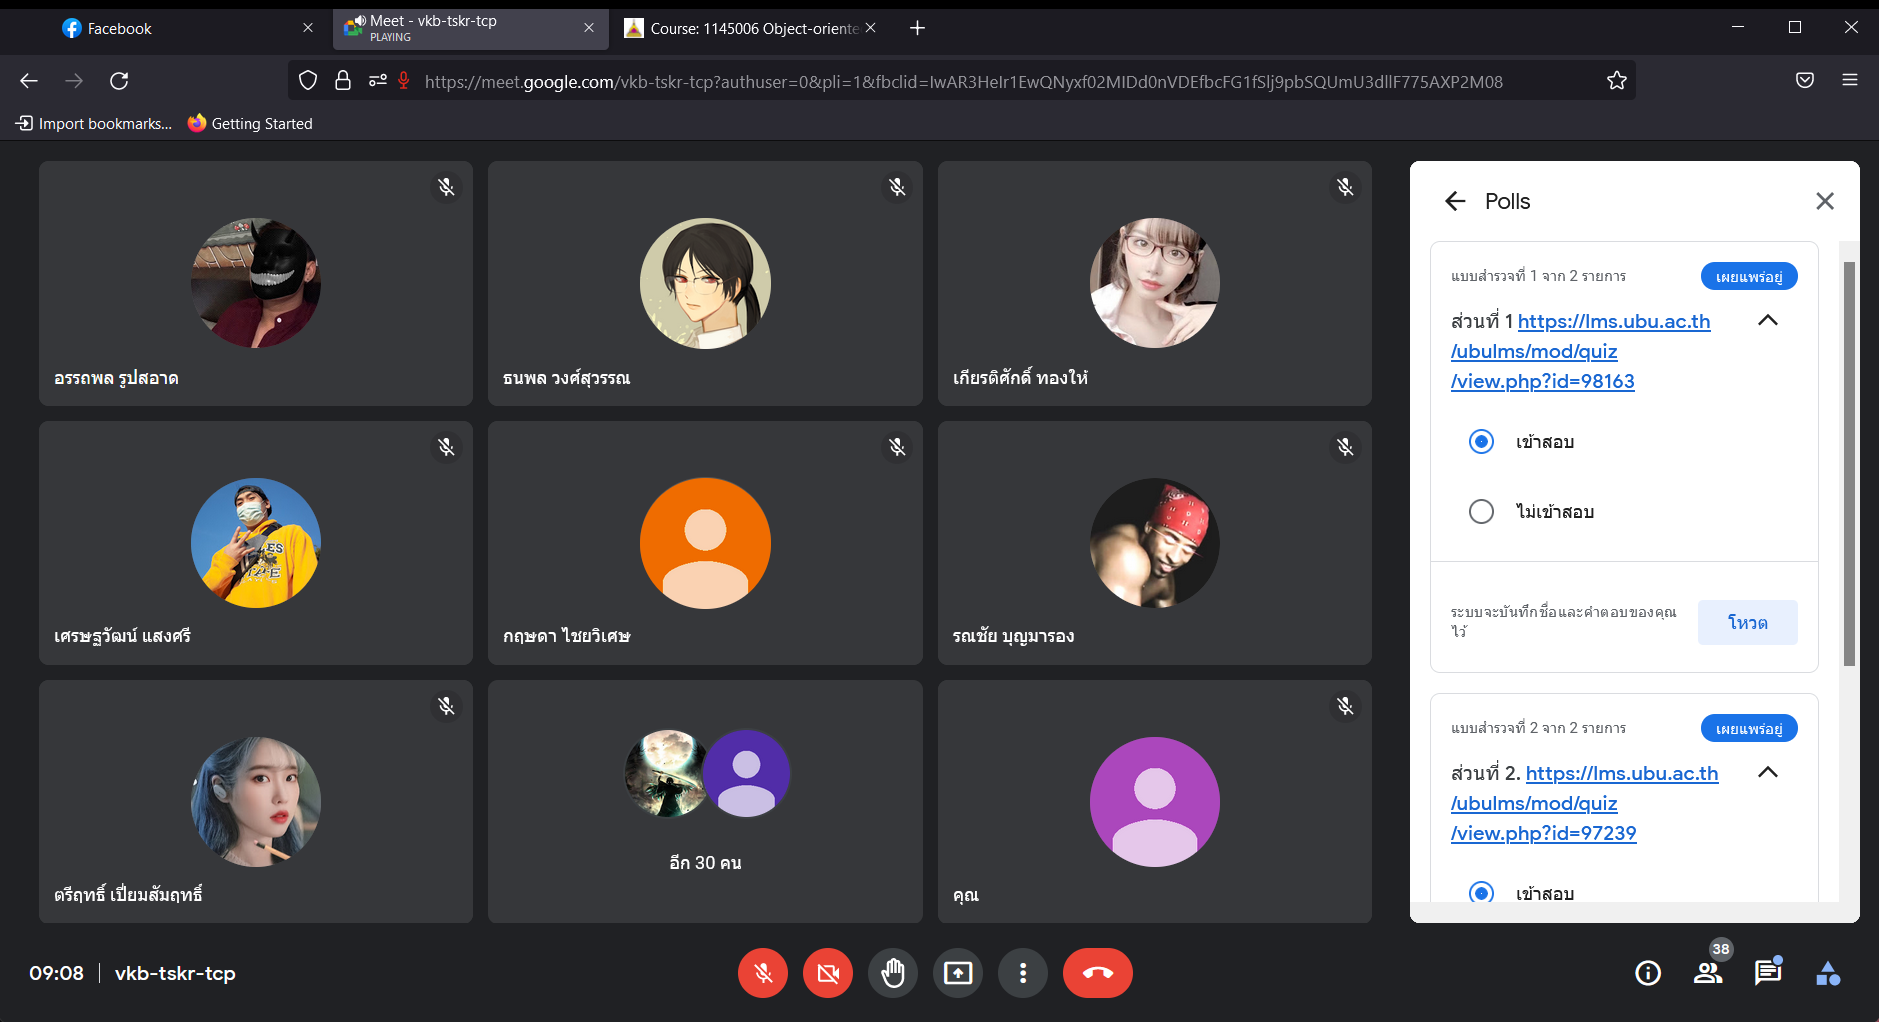 Facebook
Meet - vkb-tskr-tcp
PLAYING
Course: 1145006 Object-oriente
https://meet.google.com/vkb-tskr-tcp?authuser=0&pli=1&fbclid=IwAR3HeIr1EwQNyxf02MIDd0nVDEfbcFG1fSlj9pbSQUmU3dllF775AXP2M08
Import bookmarks...
Getting Started
อรรถพล รูปสอาด
ธนพล วงศ์สุวรรณ
เกียรติศักดิ์ ทองให้
เศรษฐวัฒน์ แสงศรี
กฤษดา ไชยวิเศษ
รณชัย บุญมารอง
ตรีฤทธิ์ เปี่ยมสัมฤทธิ์
อีก 30 คน
คุณ
Polls
แบบสำรวจที่ 1 จาก 2 รายการ
เผยแพร่อยู่
ส่วนที่ 1 https://lms.ubu.ac.th
/ubulms/mod/quiz
/view.php?id=98163
เข้าสอบ
ไม่เข้าสอบ
ระบบจะบันทึกชื่อและคำตอบของคุณ
ไว้
โหวต
แบบสำรวจที่ 2 จาก 2 รายการ
เผยแพร่อยู่
ส่วนที่ 2. https://lms.ubu.ac.th
/ubulms/mod/quiz
/view.php?id=97239
เข้าสอบ
09:08
vkb-tskr-tcp
38